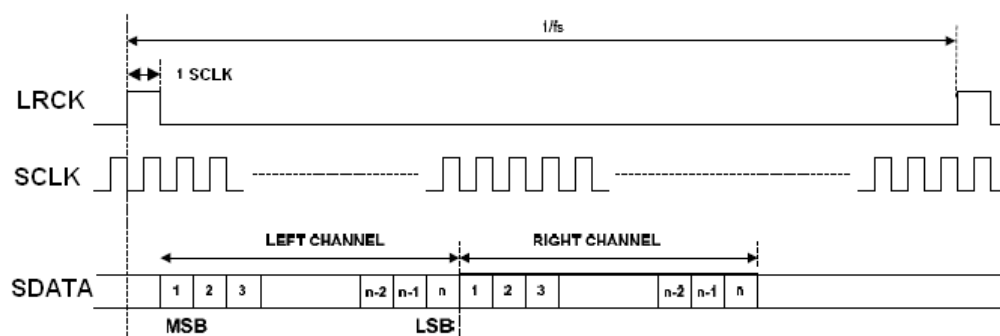 1/fs
1 SCLK
LRCK
SCLK
LEFT CHANNEL RIGHT CHANNEL
SDATA 1 2 3 n-2 n-1 n 1 2 3 n-2 n-1 n
MSB LSB